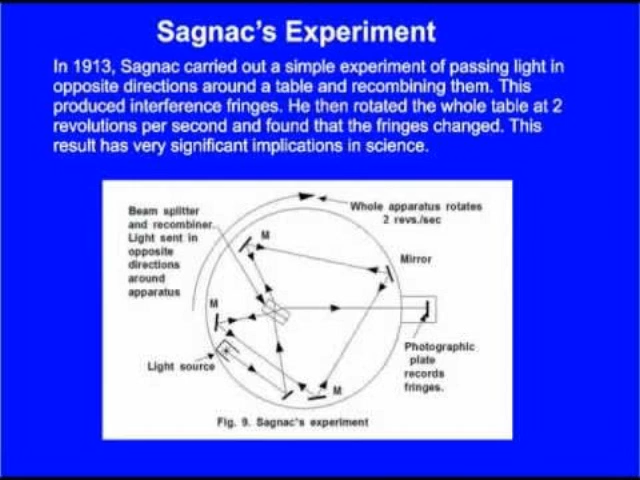 Sagnac's Experiment
In 1913, Sagnac carried out a simple experiment of passing light in
opposite directions around a table and recombining them. This
produced interference fringes. He then rotated the whole table at 2
revolutions per second and found that the fringes changed. This
result has very significant implications in science.
Beam splitter
and recombiner
Light sent in
opposite
directions
around
apparatus
Whole apparatus rotates
2 revs./sec
M
Mirror
M
Light source
M
Photographic
plate
records
fringes.
Fig. 9. Sagnac's experiment